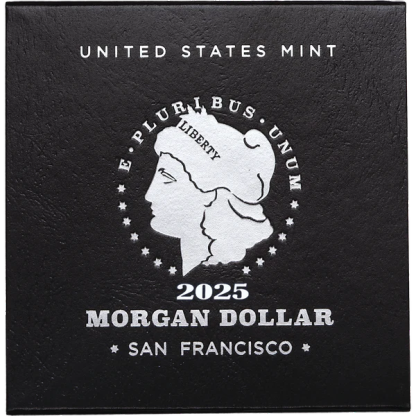 UNITED STATES MINT
E · PLURIBUS · UNUM
LIBERTY
2025
MORGAN DOLLAR
* SAN FRANCISCO *